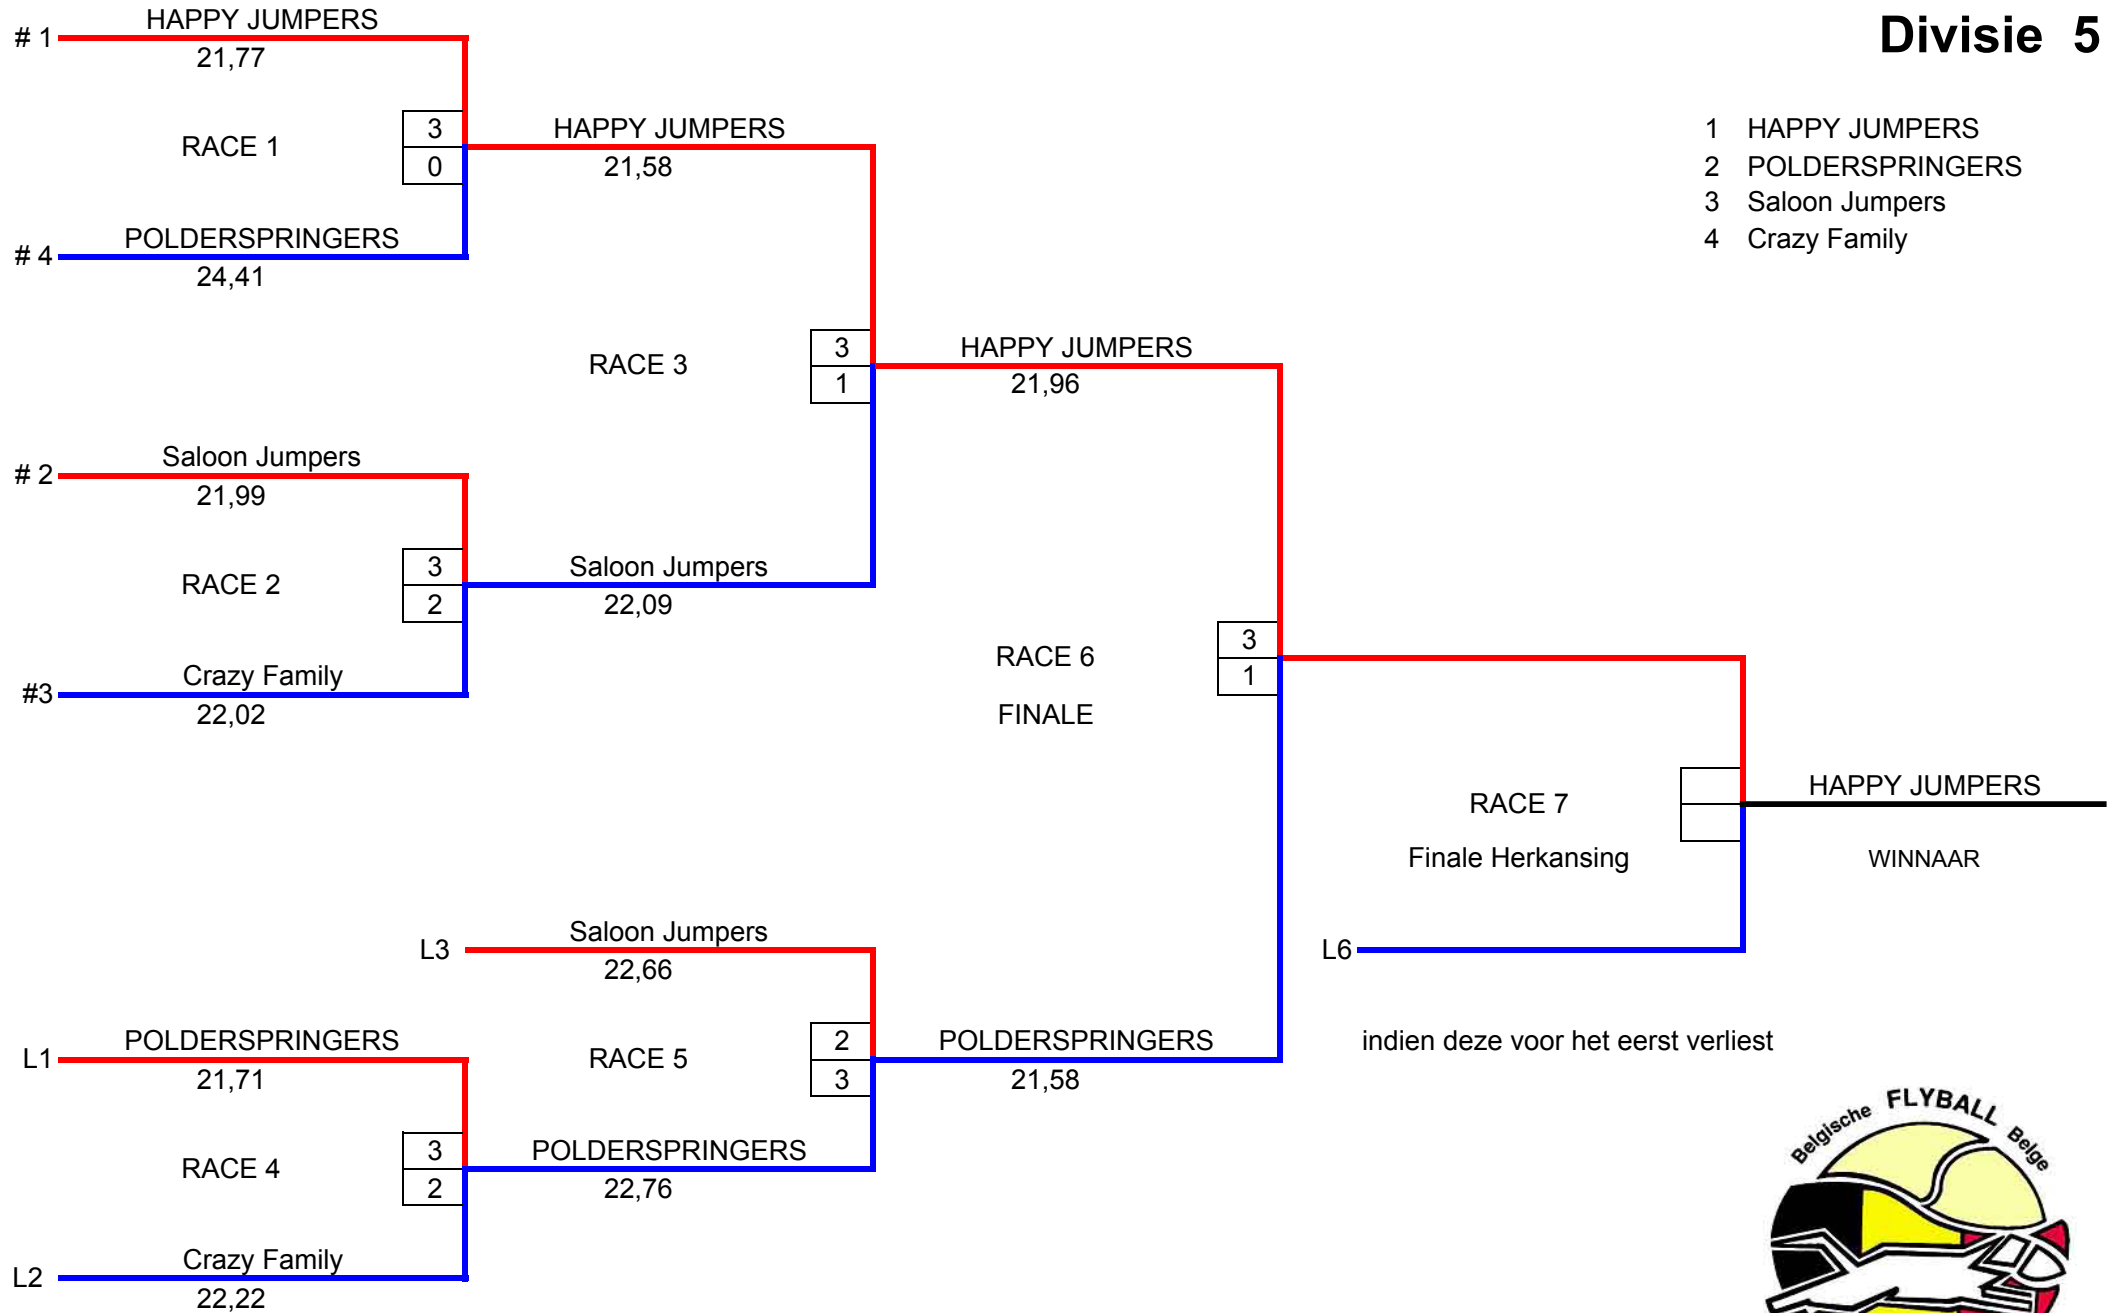 Divisie 5
1 HAPPY JUMPERS
2 POLDERSPRINGERS
3 Saloon Jumpers
4 Crazy Family
# 1 HAPPY JUMPERS
21,77
RACE 1
3
0
# 4 POLDERSPRINGERS
24,41
HAPPY JUMPERS
21,58
# 2 Saloon Jumpers
21,99
RACE 2
3
2
#3 Crazy Family
22,02
Saloon Jumpers
22,09
RACE 3
3
1
HAPPY JUMPERS
21,96
RACE 6
FINALE
3
1
RACE 7
Finale Herkansing
HAPPY JUMPERS
WINNAAR
L6
indien deze voor het eerst verliest
L3 Saloon Jumpers
22,66
RACE 5
2
3
POLDERSPRINGERS
21,58
L1 POLDERSPRINGERS
21,71
RACE 4
3
2
POLDERSPRINGERS
22,76
L2 Crazy Family
22,22
Belgische FLYBALL Belge